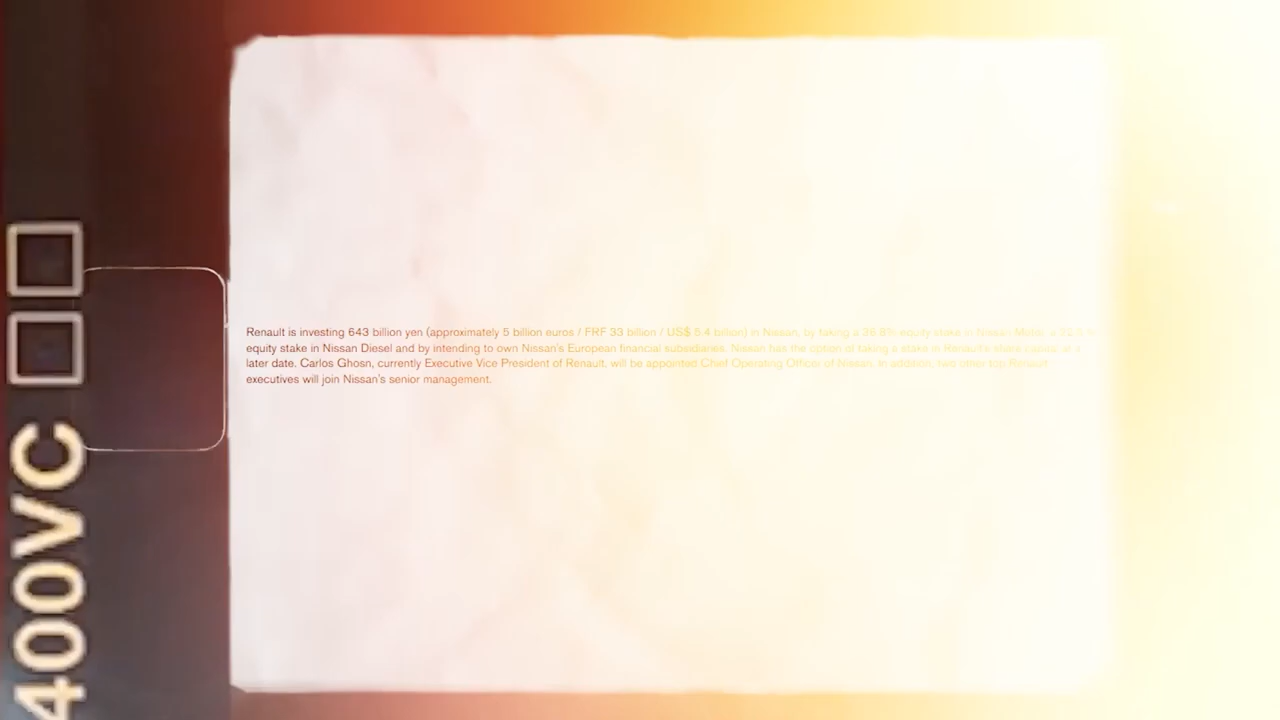 Renault is investing 643 billion yen (approximately 5 billion euros / FRF 33 billion / US$ 5.4 billion) in Nissan, by taking a 36.8% equity stake in Nissan Motor, a
equity stake in Nissan Diesel and by intending to own Nissan's European financial subsidiaries. Nissan has the option of taking a stake in Renault's share capital, at a
later date. Carlos Ghosn, currently Executive Vice President of Renault, will be appointed Chief Operating Officer of Nissan. In addition, two other top Renault
executives will join Nissan's senior management.
400VC